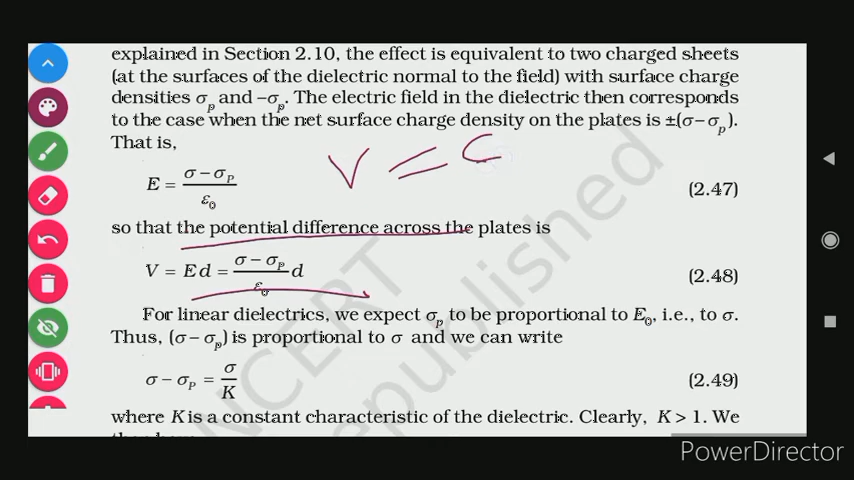 explained in Section 2.10, the effect is equivalent to two charged sheets
(at the surfaces of the dielectric normal to the field) with surface charge
densities σp and –σp. The electric field in the dielectric then corresponds
to the case when the net surface charge density on the plates is ±(σ–σp).
That is,
V =
E = (σ – σP)/ε0 (2.47)
so that the potential difference across the plates is
V = Ed = (σ – σp)/ε0 d (2.48)
For linear dielectrics, we expect σp to be proportional to E0, i.e., to σ.
Thus, (σ–σp) is proportional to σ and we can write
σ – σP = σ/K (2.49)
where K is a constant characteristic of the dielectric. Clearly, K > 1. We
NCERT
republished
PowerDirector